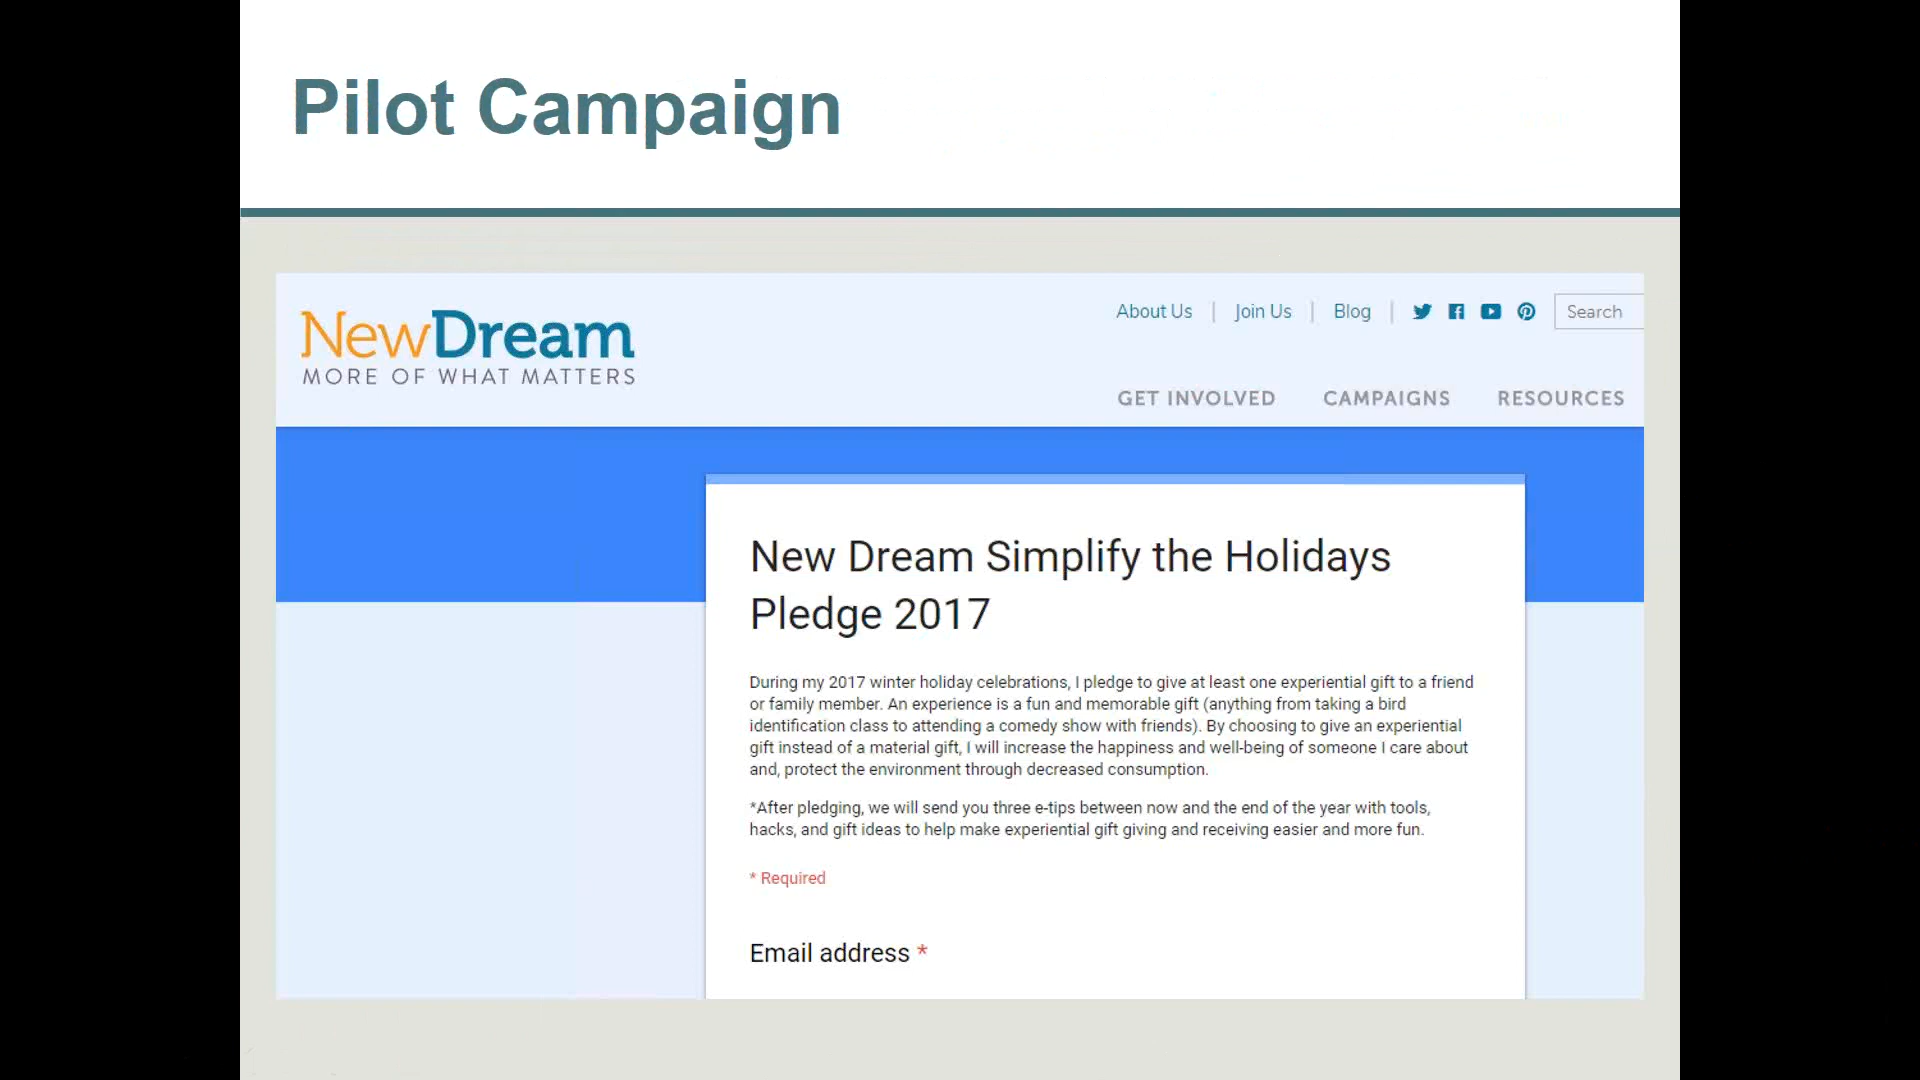 Pilot Campaign
About Us | Join Us | Blog | Search
NewDream
MORE OF WHAT MATTERS
GET INVOLVED CAMPAIGNS RESOURCES
New Dream Simplify the Holidays
Pledge 2017
During my 2017 winter holiday celebrations, I pledge to give at least one experiential gift to a friend
or family member. An experience is a fun and memorable gift (anything from taking a bird
identification class to attending a comedy show with friends). By choosing to give an experiential
gift instead of a material gift, I will increase the happiness and well-being of someone I care about
and, protect the environment through decreased consumption.
*After pledging, we will send you three e-tips between now and the end of the year with tools,
hacks, and gift ideas to help make experiential gift giving and receiving easier and more fun.
* Required
Email address *